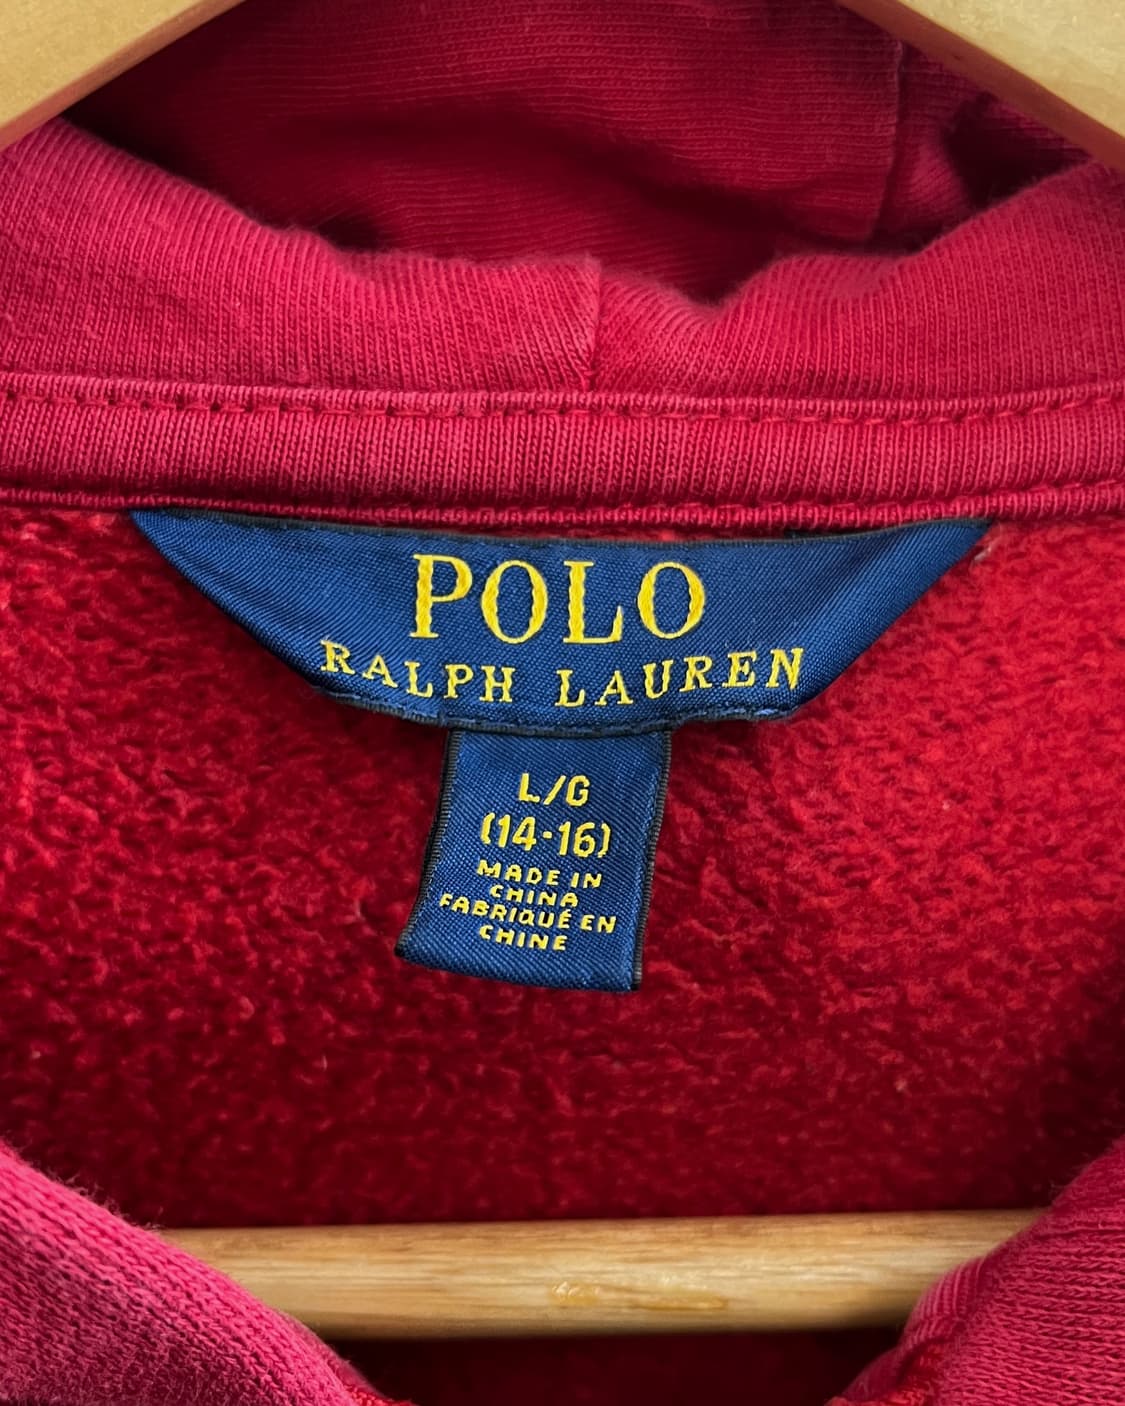 POLO
RALPH LAUREN
L/G
(14-16)
MADE IN
CHINA
FABRIQUÉ EN
CHINE